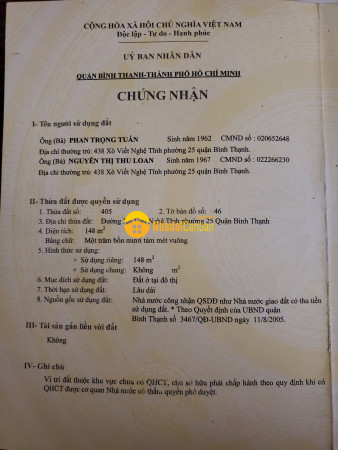 CỘNG HÒA XÃ HỘI CHỦ NGHĨA VIỆT NAM
Độc lập - Tự do - Hạnh phúc
UỶ BAN NHÂN DÂN
QUẬN BÌNH THẠNH-THÀNH PHỐ HỒ CHÍ MINH
CHỨNG NHẬN
I- Tên người sử dụng đất
Ông (Bà) PHAN TRỌNG TUẤN Sinh năm 1962 CMND số : 020652648
Địa chỉ thường trú: 438 Xô Viết Nghệ Tĩnh phường 25 quận Bình Thạnh.
Ông (Bà) NGUYỄN THỊ THU LOAN Sinh năm 1967 CMND số : 022266230
Địa chỉ thường trú: 438 Xô Viết Nghệ Tĩnh phường 25 quận Bình Thạnh.
II- Thửa đất được quyền sử dụng
1. Thửa đất số: 405 2. Tờ bản đồ số: 46
3. Địa chỉ thửa đất: Đường Nghệ Tĩnh phường 25 Quận Bình Thạnh
4. Diện tích: 148 m²
Bằng chữ: Một trăm bốn mươi tám mét vuông
5. Hình thức sử dụng:
+ Sử dụng riêng: 148 m²
+ Sử dụng chung: Không m²
6. Mục đích sử dụng đất: Đất ở tại đô thị
7. Thời hạn sử dụng đất: Lâu dài
8. Nguồn gốc sử dụng đất: Nhà nước công nhận QSDĐ như Nhà nước giao đất có thu tiền
sử dụng đất. * Theo Quyết định của UBND quận
Bình Thạnh số 3467/QĐ-UBND ngày 11/8/2005.
III- Tài sản gắn liền với đất
Không
IV- Ghi chú
Vị trí đất thuộc khu vực chưa có QHCT, chủ sở hữu phải chấp hành theo quy định khi có
QHCT được cơ quan Nhà nước có thẩm quyền phê duyệt.